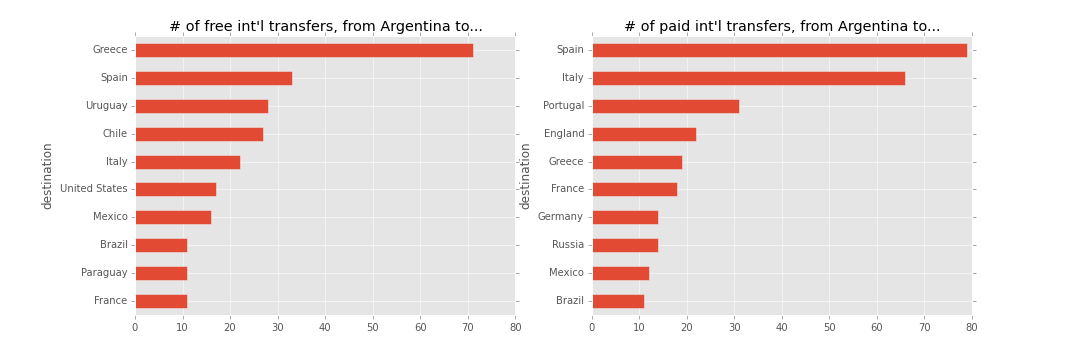 # of free int'l transfers, from Argentina to...
destination
Greece
Spain
Uruguay
Chile
Italy
United States
Mexico
Brazil
Paraguay
France
0 10 20 30 40 50 60 70 80
# of paid int'l transfers, from Argentina to...
destination
Spain
Italy
Portugal
England
Greece
France
Germany
Russia
Mexico
Brazil
0 10 20 30 40 50 60 70 80